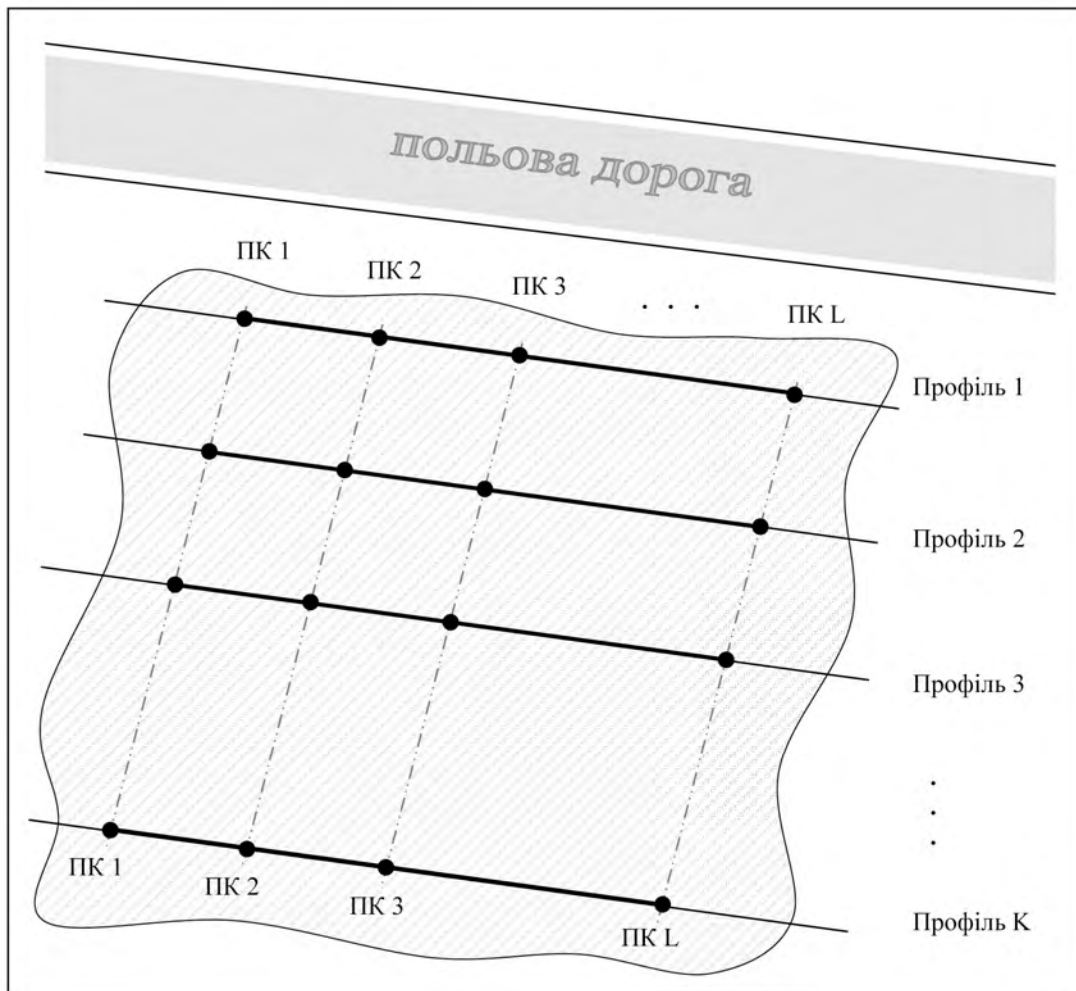 польова дорога
ПК 1
ПК 2
ПК 3
. . .
ПК L
Профіль 1
Профіль 2
Профіль 3
.
.
.
ПК 1
ПК 2
ПК 3
ПК L
Профіль K